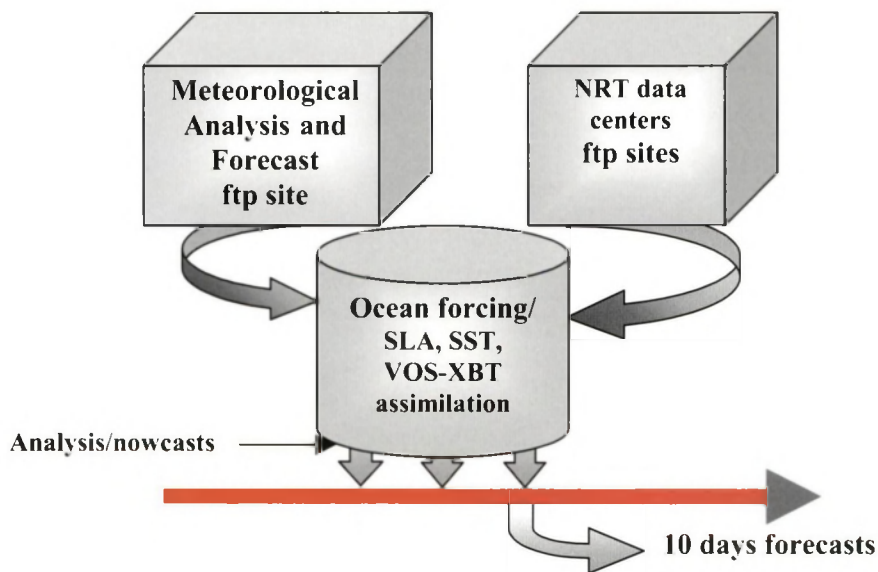 Meteorological
Analysis and
Forecast
ftp site
NRT data
centers
ftp sites
Ocean forcing/
SLA, SST,
VOS-XBT
assimilation
Analysis/nowcasts
10 days forecasts